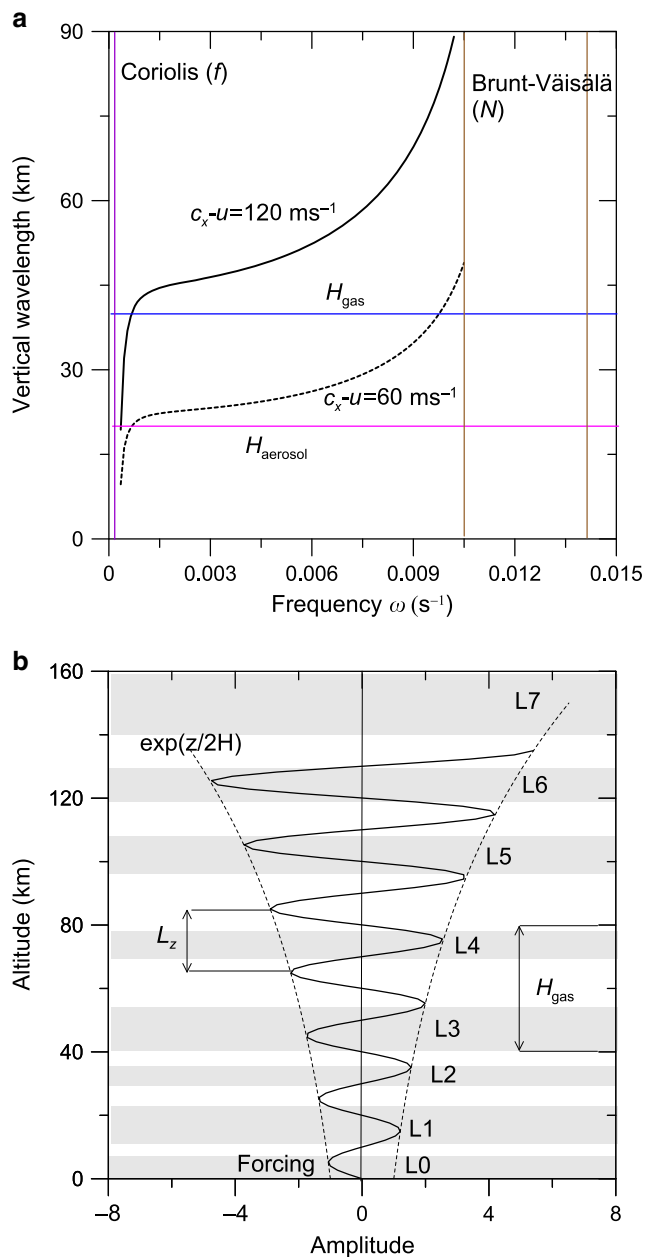 a
90
60
30
0
Vertical wavelength (km)
Coriolis (f)
Brunt-Väisälä
(N)
cₓ-u=120 ms⁻¹
H_gas
cₓ-u=60 ms⁻¹
H_aerosol
0
0.003
0.006
0.009
0.012
0.015
Frequency ω (s⁻¹)
b
160
120
80
40
0
Altitude (km)
L7
exp(z/2H)
L6
L5
L_z
L4
H_gas
L3
L2
L1
Forcing
L0
−8
−4
0
4
8
Amplitude